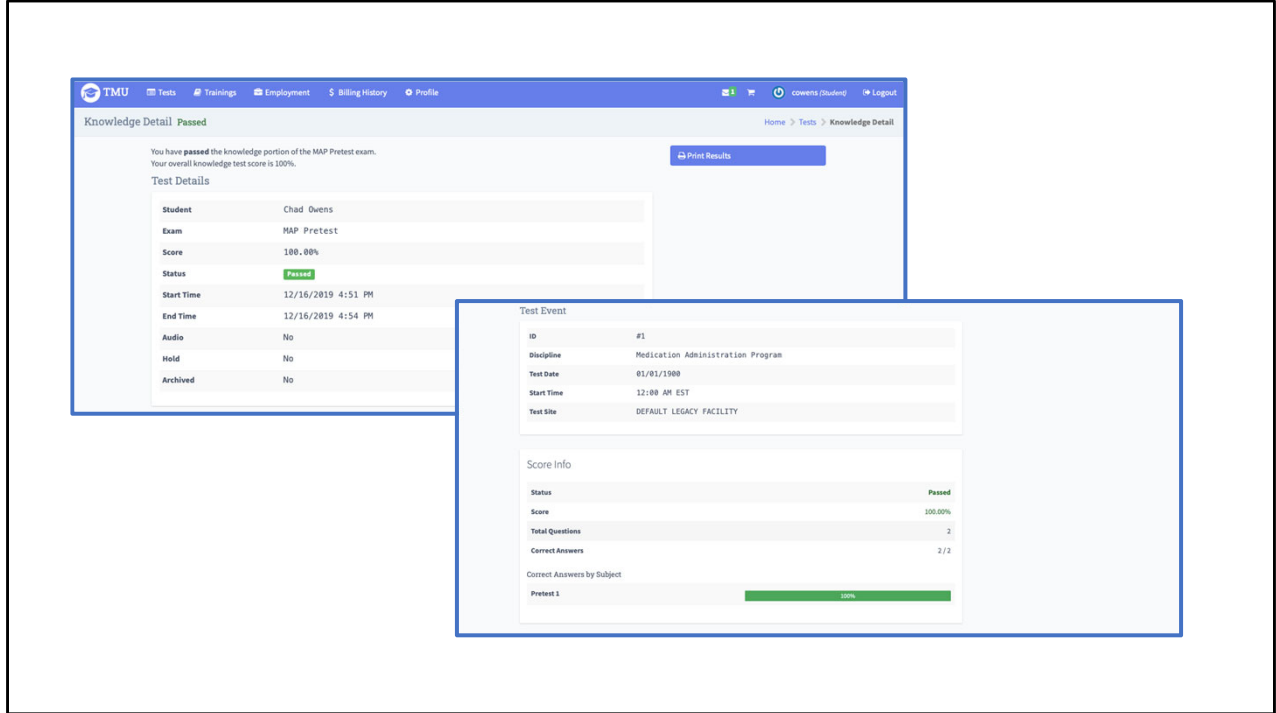 TMU Tests Trainings Employment $ Billing History Profile 1 cowens (Student) Logout
Knowledge Detail Passed Home > Tests > Knowledge Detail
You have passed the knowledge portion of the MAP Pretest exam.
Your overall knowledge test score is 100%.
Print Results
Test Details
Student Chad Owens
Exam MAP Pretest
Score 100.00%
Status Passed
Start Time 12/16/2019 4:51 PM
End Time 12/16/2019 4:54 PM
Audio No
Hold No
Archived No
Test Event
ID #1
Discipline Medication Administration Program
Test Date 01/01/1900
Start Time 12:00 AM EST
Test Site DEFAULT LEGACY FACILITY
Score Info
Status Passed
Score 100.00%
Total Questions 2
Correct Answers 2 / 2
Correct Answers by Subject
Pretest 1 100%